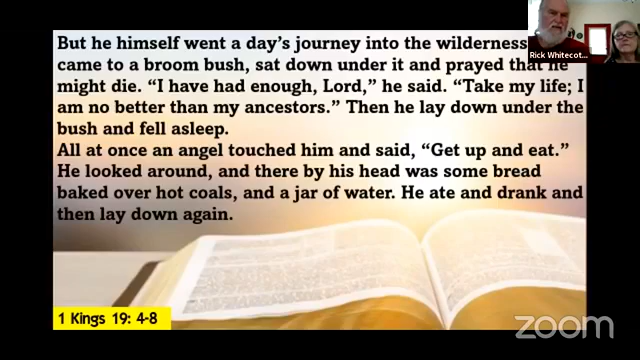 But he himself went a day's journey into the wilderness
came to a broom bush, sat down under it and prayed that he
might die. “I have had enough, Lord,” he said. “Take my life; I
am no better than my ancestors.” Then he lay down under the
bush and fell asleep.
All at once an angel touched him and said, “Get up and eat.”
He looked around, and there by his head was some bread
baked over hot coals, and a jar of water. He ate and drank and
then lay down again.
1 Kings 19: 4-8
Rick Whitecot...
zoom